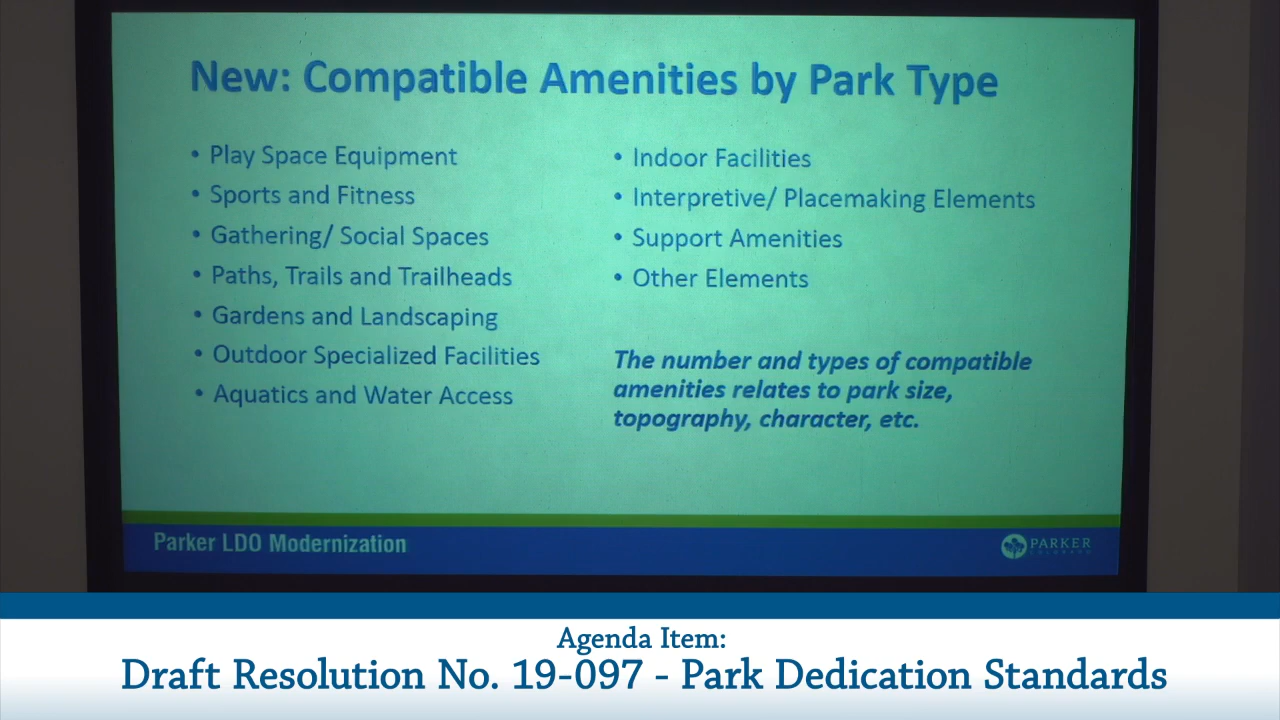 New: Compatible Amenities by Park Type
• Play Space Equipment
• Sports and Fitness
• Gathering/ Social Spaces
• Paths, Trails and Trailheads
• Gardens and Landscaping
• Outdoor Specialized Facilities
• Aquatics and Water Access
• Indoor Facilities
• Interpretive/ Placemaking Elements
• Support Amenities
• Other Elements
The number and types of compatible
amenities relates to park size,
topography, character, etc.
Parker LDO Modernization
PARKER
COLORADO
Agenda Item:
Draft Resolution No. 19-097 - Park Dedication Standards